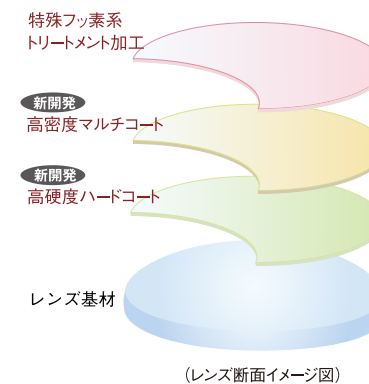 特殊フッ素系
トリートメント加工
新開発
高密度マルチコート
新開発
高硬度ハードコート
レンズ基材
(レンズ断面イメージ図)